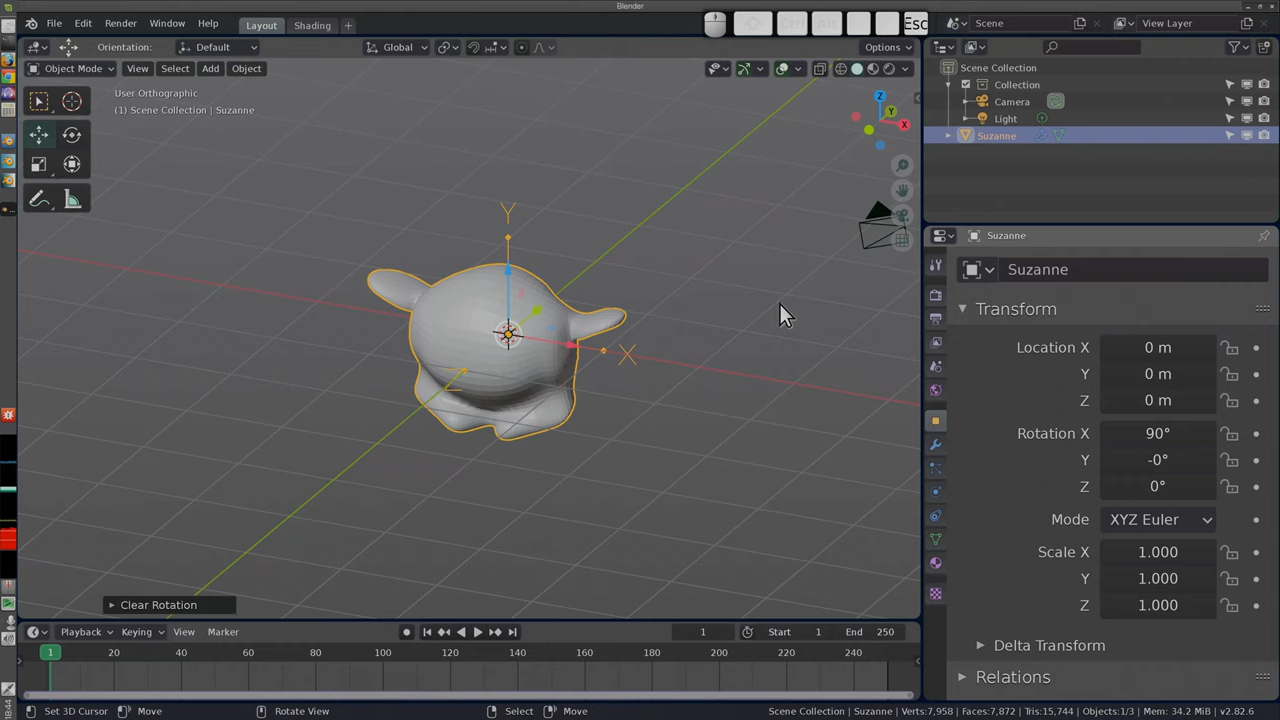 Blender
File Edit Render Window Help Layout Shading +
Ctrl Alt Esc
Scene View Layer
Orientation: Default Global Options
Object Mode View Select Add Object
User Orthographic
(1) Scene Collection | Suzanne
Z
Y
X
Y
X
Z
Clear Rotation
Scene Collection
Collection
Camera
Light
Suzanne
Suzanne
Suzanne
Transform
Location X 0 m
Y 0 m
Z 0 m
Rotation X 90°
Y -0°
Z 0°
Mode XYZ Euler
Scale X 1.000
Y 1.000
Z 1.000
Delta Transform
Relations
Playback Keying View Marker 1 Start 1 End 250
1 20 40 60 80 100 120 140 160 180 200 220 240
18:44
Set 3D Cursor Move Rotate View Select Move Scene Collection | Suzanne | Verts:7,958 | Faces:7,872 | Tris:15,744 | Objects:1/3 | Mem: 34.2 MiB | v2.82.6